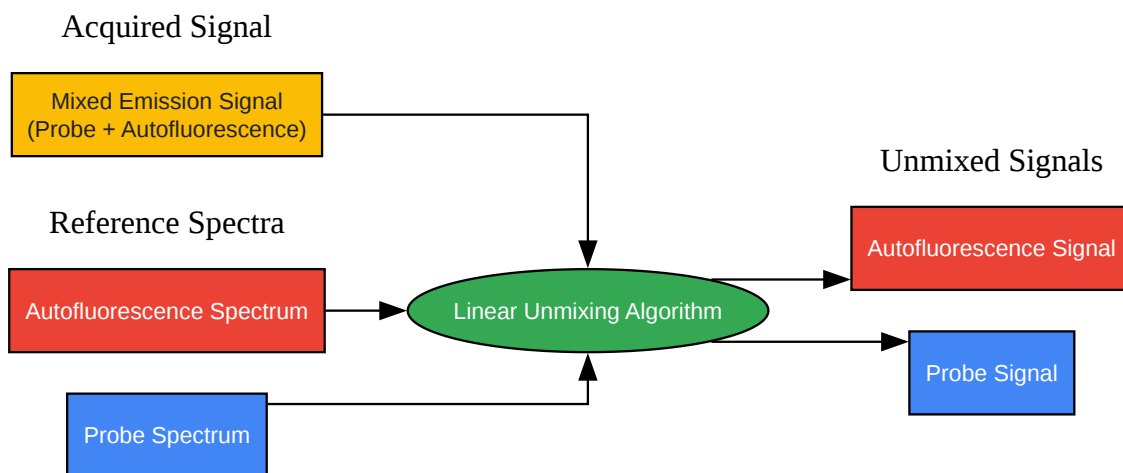 Acquired Signal
Mixed Emission Signal
(Probe + Autofluorescence)
Reference Spectra
Autofluorescence Spectrum
Probe Spectrum
Linear Unmixing Algorithm
Unmixed Signals
Autofluorescence Signal
Probe Signal